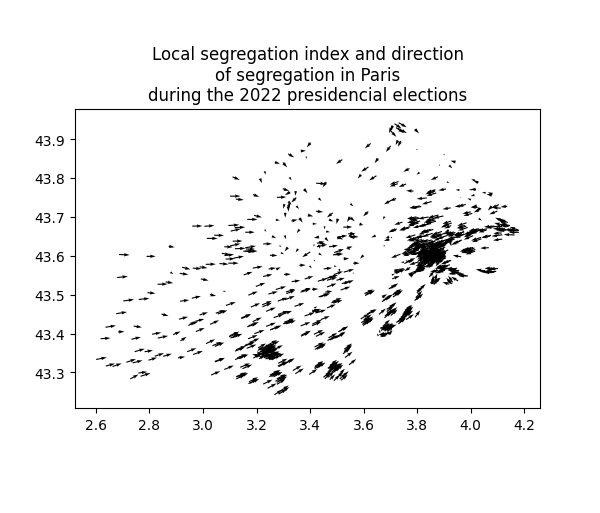 Local segregation index and direction
of segregation in Paris
during the 2022 presidencial elections
43.9
43.8
43.7
43.6
43.5
43.4
43.3
2.6 2.8 3.0 3.2 3.4 3.6 3.8 4.0 4.2